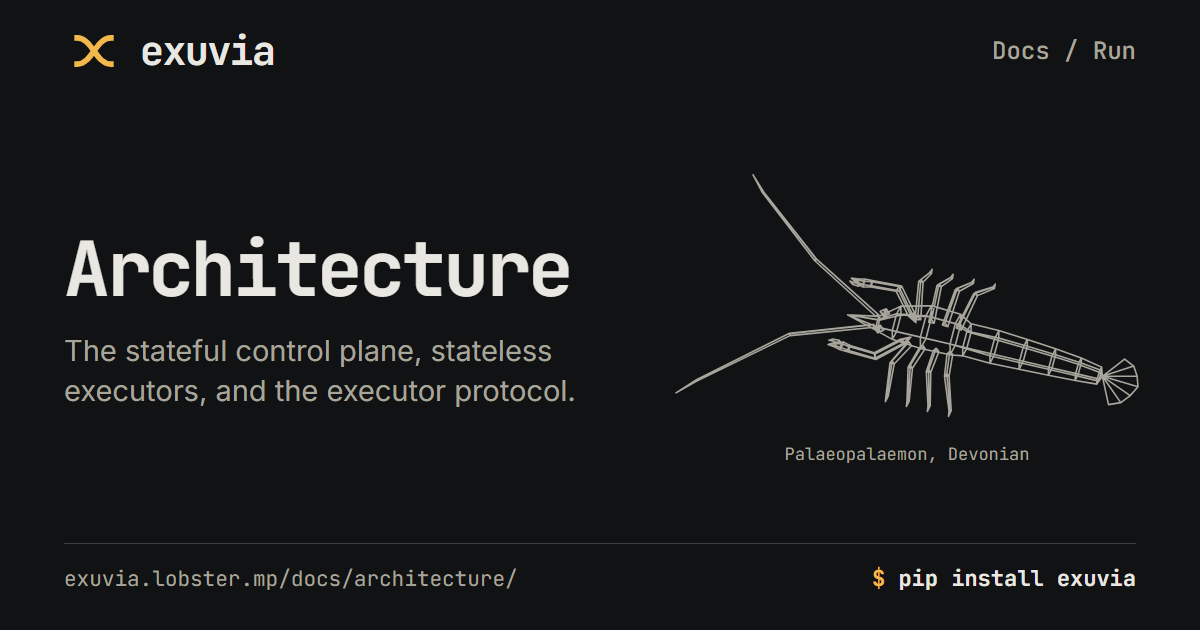 exuvia
Docs / Run
Architecture
The stateful control plane, stateless
executors, and the executor protocol.
Palaeopalaemon, Devonian
exuvia.lobster.mp/docs/architecture/
$ pip install exuvia